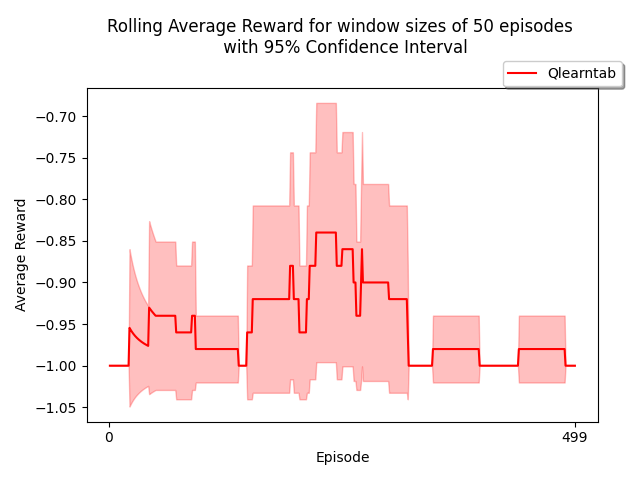 Rolling Average Reward for window sizes of 50 episodes
with 95% Confidence Interval
Qlearntab
−0.70
−0.75
−0.80
−0.85
−0.90
−0.95
−1.00
−1.05
Average Reward
0
499
Episode